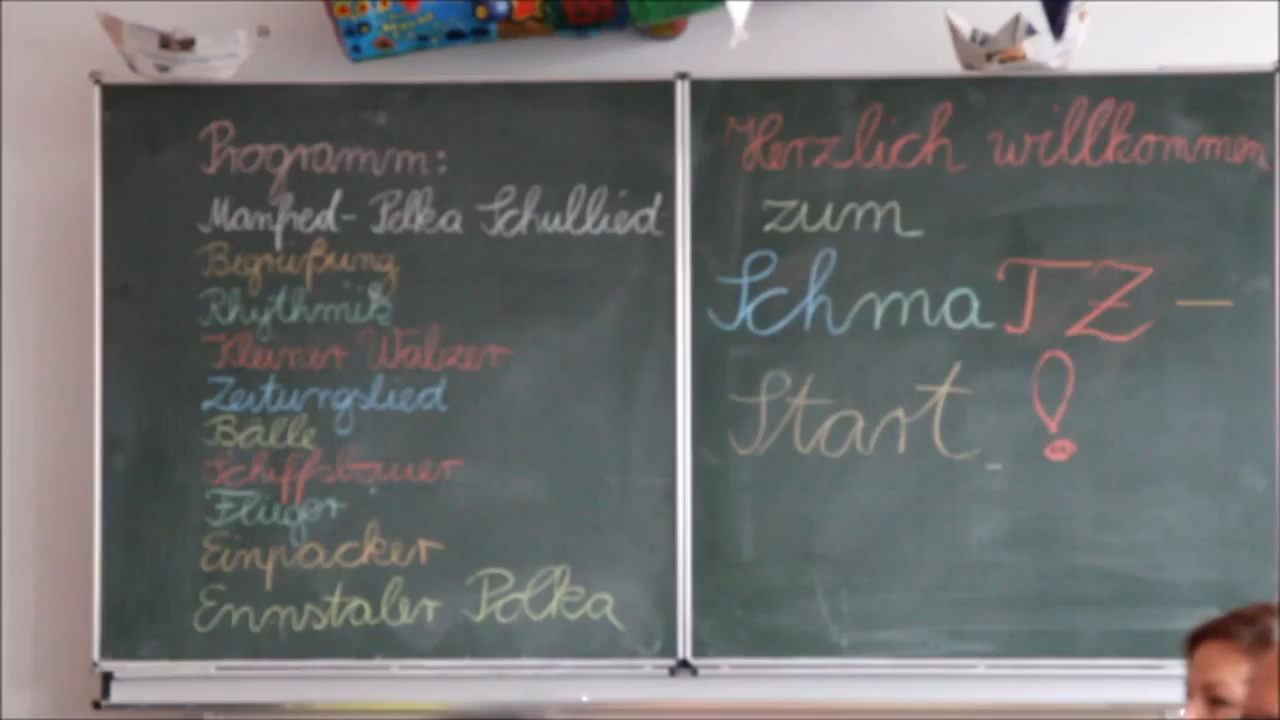 Programm:
Manfred- Polka Schullied
Begrüßung
Rhythmik
Kleiner Walzer
Zeitungslied
Bälle
Schiffsbauer
Flieger
Einpacker
Ennstaler Polka
Herzlich willkommen
zum
SchmaTZ-
Start!